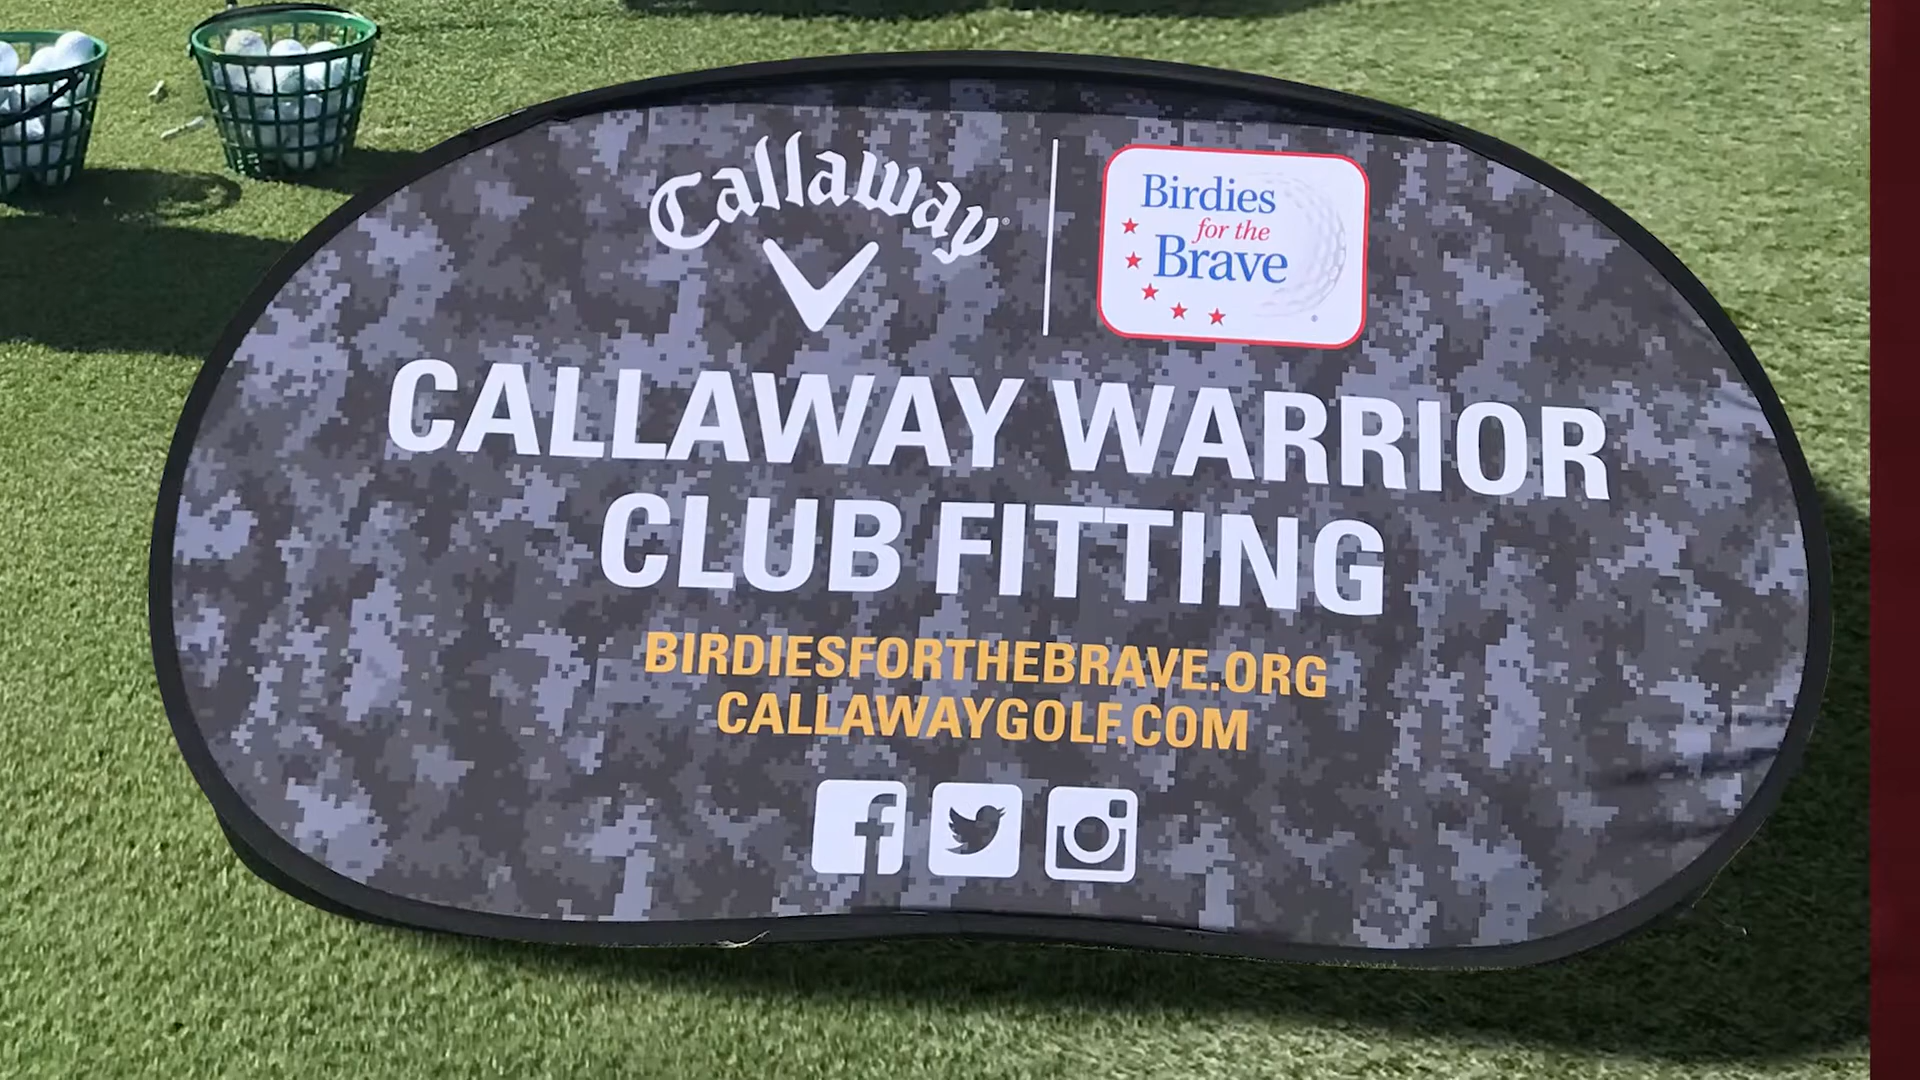 Callaway
Birdies
for the
Brave
CALLAWAY WARRIOR
CLUB FITTING
BIRDIESFORTHEBRAVE.ORG
CALLAWAYGOLF.COM